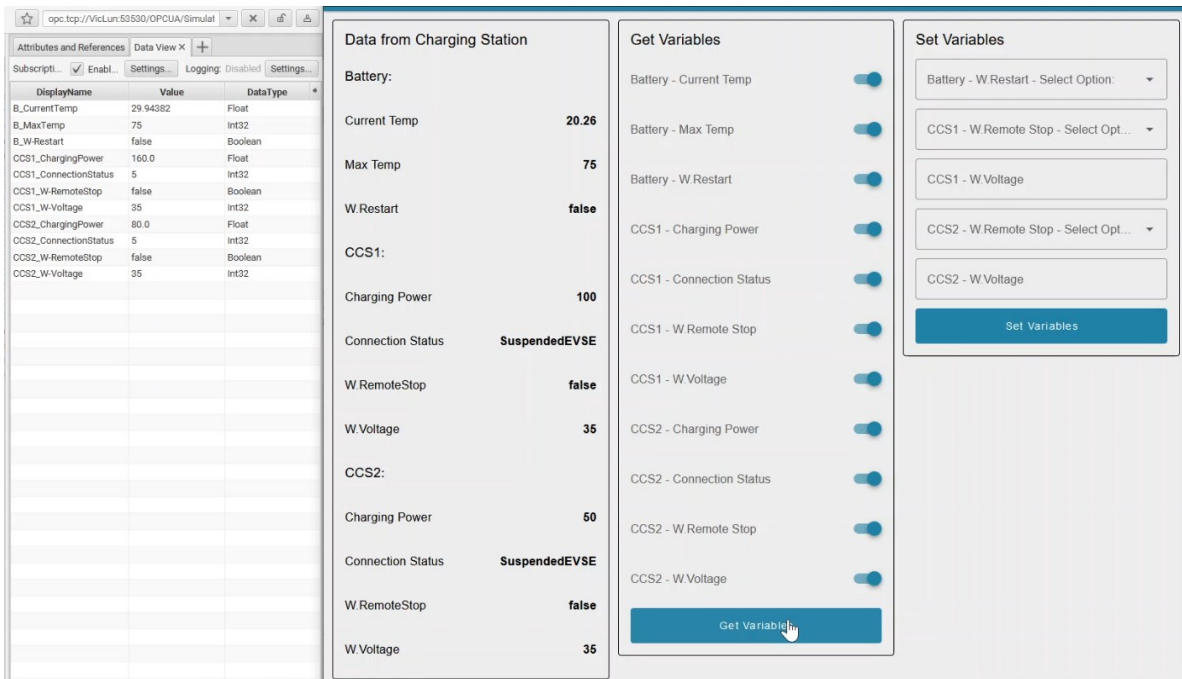 opc.tcp://VicLun:53530/OPCUA/Simulat
Attributes and References Data View
Subscripti... Enabl... Settings... Logging: Disabled Settings...
DisplayName Value DataType
B_CurrentTemp 29.94382 Float
B_MaxTemp 75 Int32
B_W-Restart false Boolean
CCS1_ChargingPower 160.0 Float
CCS1_ConnectionStatus 5 Int32
CCS1_W-RemoteStop false Boolean
CCS1_W-Voltage 35 Int32
CCS2_ChargingPower 80.0 Float
CCS2_ConnectionStatus 5 Int32
CCS2_W-RemoteStop false Boolean
CCS2_W-Voltage 35 Int32
Data from Charging Station
Battery:
Current Temp 20.26
Max Temp 75
W.Restart false
CCS1:
Charging Power 100
Connection Status SuspendedEVSE
W.RemoteStop false
W.Voltage 35
CCS2:
Charging Power 50
Connection Status SuspendedEVSE
W.RemoteStop false
W.Voltage 35
Get Variables
Battery - Current Temp
Battery - Max Temp
Battery - W.Restart
CCS1 - Charging Power
CCS1 - Connection Status
CCS1 - W.Remote Stop
CCS1 - W.Voltage
CCS2 - Charging Power
CCS2 - Connection Status
CCS2 - W.Remote Stop
CCS2 - W.Voltage
Get Variables
Set Variables
Battery - W.Restart - Select Option:
CCS1 - W.Remote Stop - Select Opt...
CCS1 - W.Voltage
CCS2 - W.Remote Stop - Select Opt...
CCS2 - W.Voltage
Set Variables